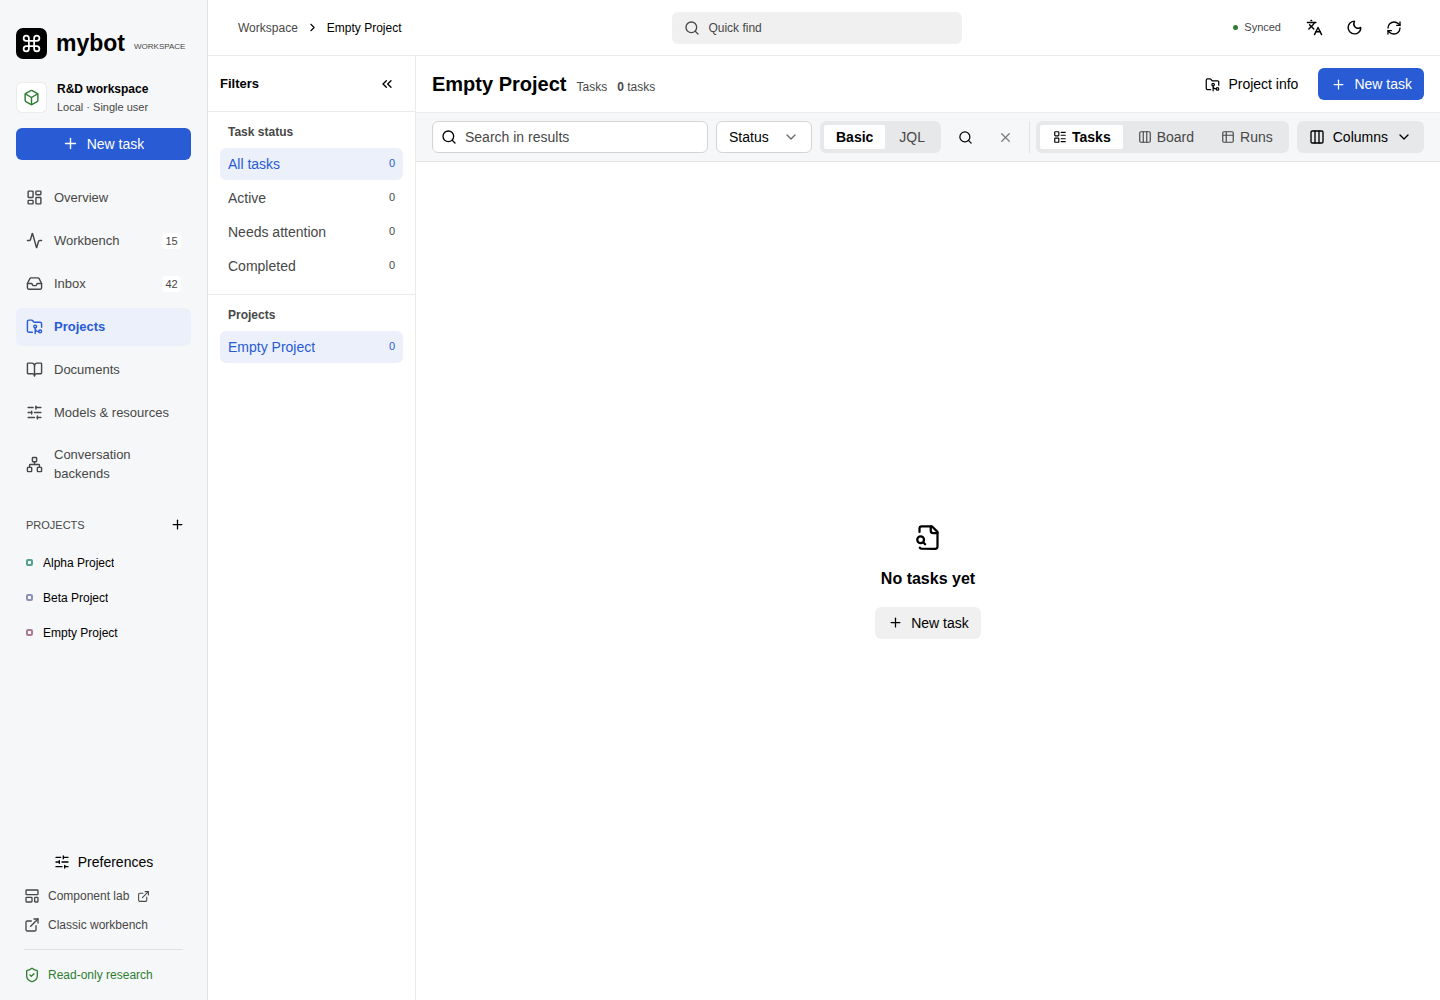 mybot WORKSPACE
R&D workspace
Local · Single user
New task
Overview
Workbench 15
Inbox 42
Projects
Documents
Models & resources
Conversation
backends
PROJECTS
Alpha Project
Beta Project
Empty Project
Preferences
Component lab
Classic workbench
Read-only research
Workspace Empty Project
Quick find
Synced
Filters
Task status
All tasks 0
Active 0
Needs attention 0
Completed 0
Projects
Empty Project 0
Empty Project Tasks 0 tasks
Project info
New task
Search in results
Status
Basic JQL
Tasks Board Runs
Columns
No tasks yet
New task